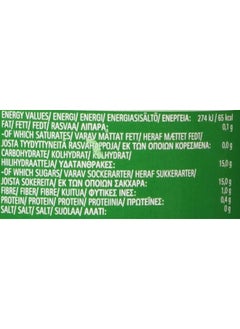 ENERGY VALUES/ ENERGI/ ENERGI/ ENERGIASISÄLTÖ/ ΕΝΕΡΓΕΙΑ: 274 kJ / 65 kcal
FAT/ FETT/ FEDT/ RASVAA/ ΛΙΠΑΡΑ: 0,1 g
-OF WHICH SATURATES/ VARAV MÄTTAT FETT/ HERAF MÆTTET FEDT/
JOSTA TYYDYTTYNEITÄ RASVAHAPPOJA/ ΕΚ ΤΩΝ ΟΠΟΙΩΝ ΚΟΡΕΣΜΕΝΑ: 0,0 g
CARBOHYDRATE/ KOLHYDRAT/ KULHYDRAT/
HIILIHYDRAATTEJA/ ΥΔΑΤΑΝΘΡΑΚΕΣ: 15,0 g
-OF WHICH SUGARS/ VARAV SOCKERARTER/ HERAF SUKKERARTER/
JOISTA SOKEREITA/ ΕΚ ΤΩΝ ΟΠΟΙΩΝ ΣΑΚΧΑΡΑ: 15,0 g
FIBRE/ FIBER/ FIBER/ KUITUA/ ΦΥΤΙΚΕΣ ΙΝΕΣ: 1,0 g
PROTEIN/ PROTEIN/ PROTEIN/ PROTEIINIA/ ΠΡΩΤΕΪΝΕΣ: 0,4 g
SALT/ SALT/ SALT/ SUOLAA/ ΑΛΑΤΙ: 0 g